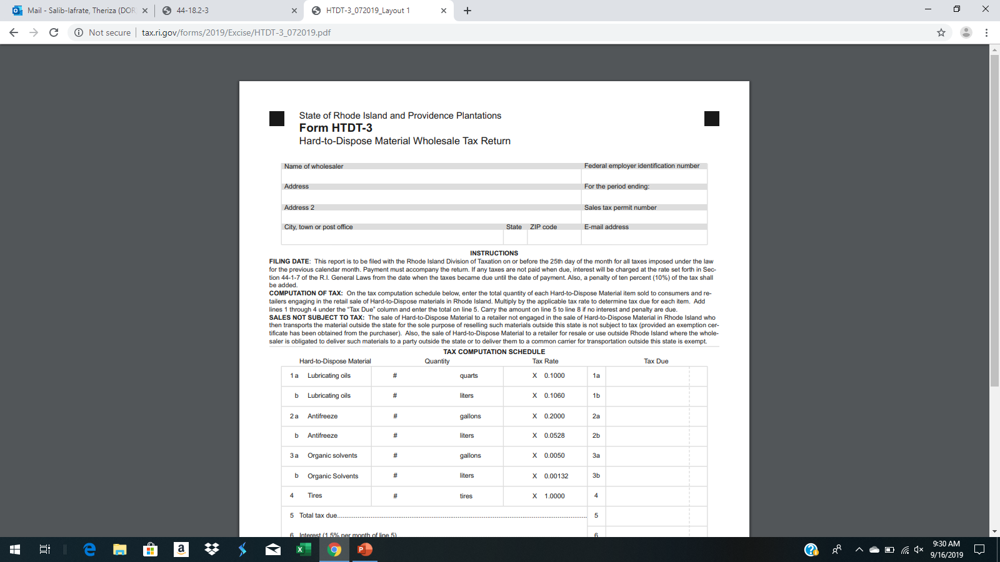 Mail - Salib-Iafrate, Theriza (DOR
44-18.2-3
HTDT-3_072019_Layout 1
Not secure
tax.ri.gov/forms/2019/Excise/HTDT-3_072019.pdf
State of Rhode Island and Providence Plantations
Form HTDT-3
Hard-to-Dispose Material Wholesale Tax Return
Name of wholesaler Federal employer identification number
Address For the period ending:
Address 2 Sales tax permit number
City, town or post office State ZIP code E-mail address
INSTRUCTIONS
FILING DATE: This report is to be filed with the Rhode Island Division of Taxation on or before the 25th day of the month for all taxes imposed under the law
for the previous calendar month. Payment must accompany the return. If any taxes are not paid when due, interest will be charged at the rate set forth in Sec-
tion 44-1-7 of the R.I. General Laws from the date when the taxes became due until the date of payment. Also, a penalty of ten percent (10%) of the tax shall
be added.
COMPUTATION OF TAX: On the tax computation schedule below, enter the total quantity of each Hard-to-Dispose Material item sold to consumers and re-
tailers engaging in the retail sale of Hard-to-Dispose materials in Rhode Island. Multiply by the applicable tax rate to determine tax due for each item. Add
lines 1 through 4 under the “Tax Due” column and enter the total on line 5. Carry the amount on line 5 to line 8 if no interest and penalty are due.
SALES NOT SUBJECT TO TAX: The sale of Hard-to-Dispose Material to a retailer not engaged in the sale of Hard-to-Dispose Material in Rhode Island who
then transports the material outside the state for the sole purpose of reselling such materials outside this state is not subject to tax (provided an exemption cer-
tificate has been obtained from the purchaser). Also, the sale of Hard-to-Dispose Material to a retailer for resale or use outside Rhode Island where the whole-
saler is obligated to deliver such materials to a party outside the state or to deliver them to a common carrier for transportation outside this state is exempt.
TAX COMPUTATION SCHEDULE
Hard-to-Dispose Material Quantity Tax Rate Tax Due
1 a Lubricating oils # quarts X 0.1000 1a
b Lubricating oils # liters X 0.1060 1b
2 a Antifreeze # gallons X 0.2000 2a
b Antifreeze # liters X 0.0528 2b
3 a Organic solvents # gallons X 0.0050 3a
b Organic Solvents # liters X 0.00132 3b
4 Tires # tires X 1.0000 4
5 Total tax due.......... 5
6 Interest (1.5% per month of line 5) 6
9:30 AM
9/16/2019